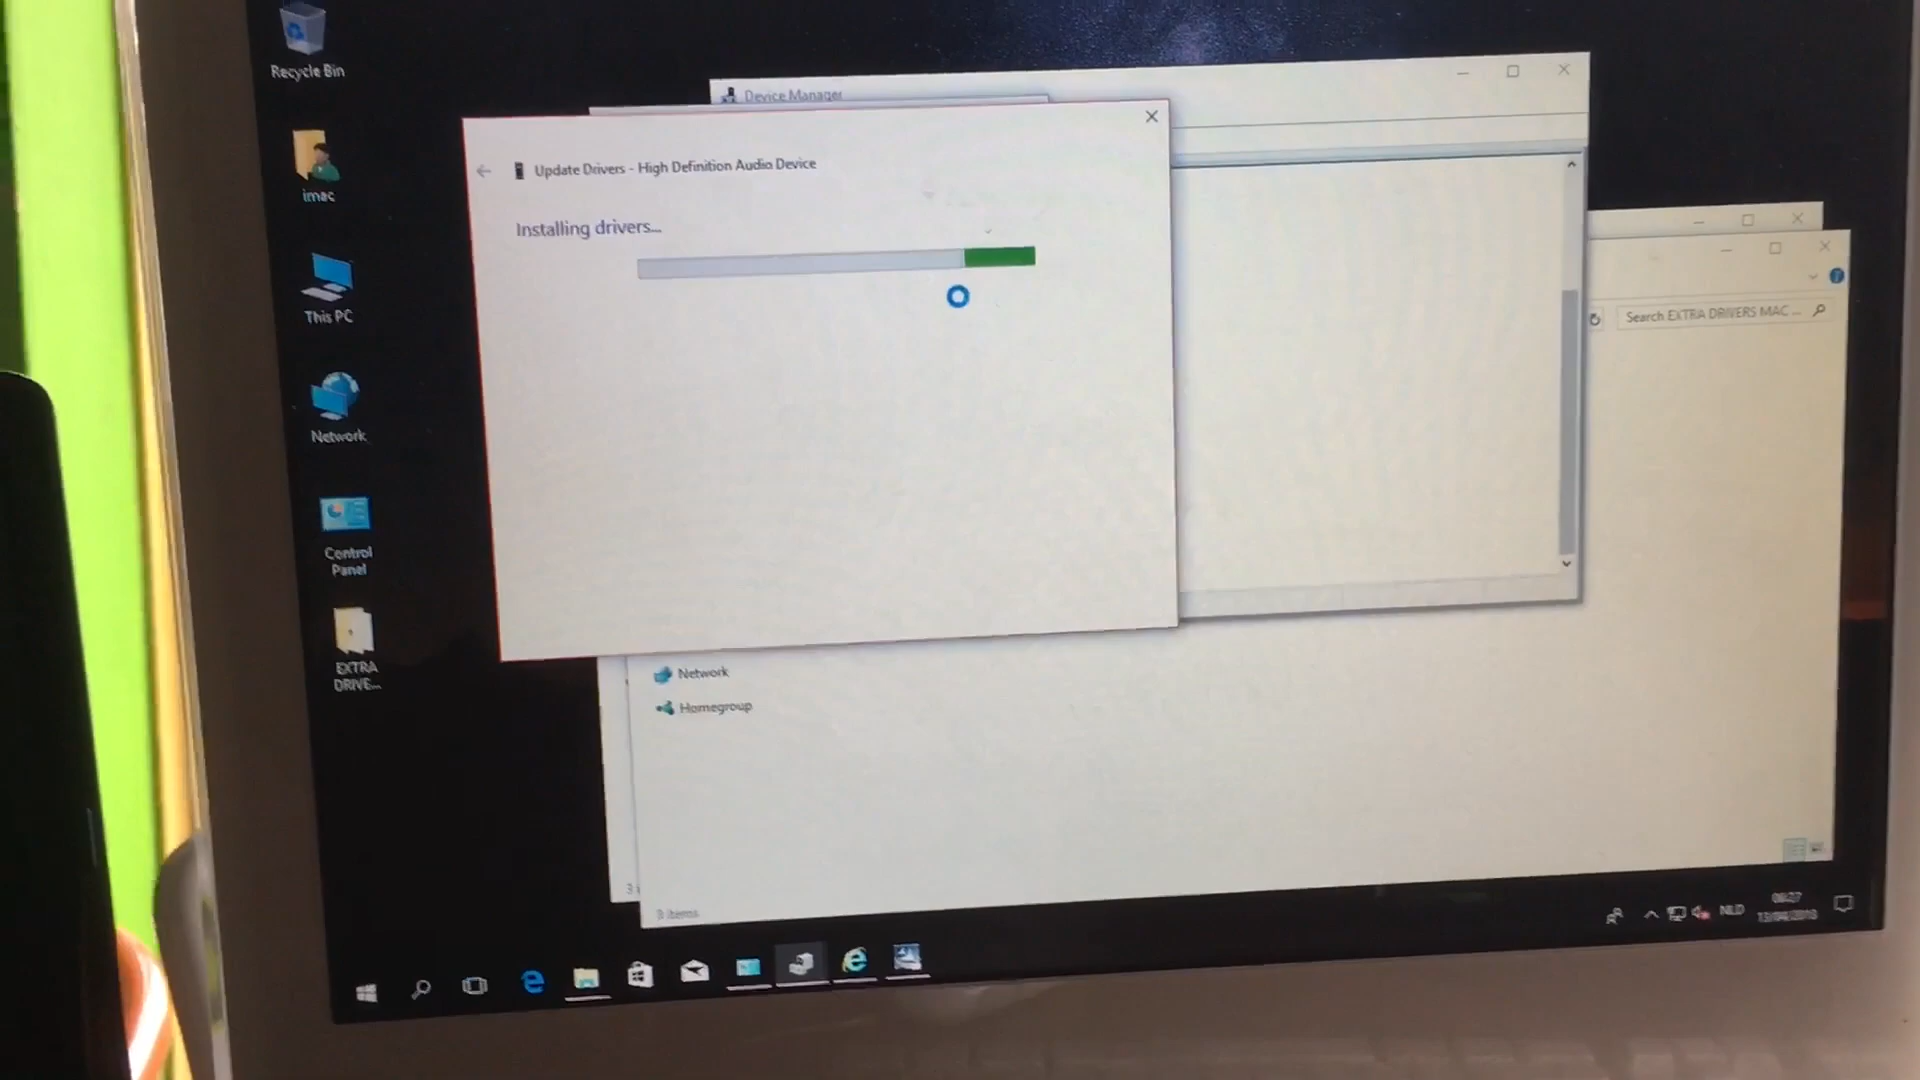 Recycle Bin
imac
This PC
Network
Control
Panel
EXTRA
DRIVE...
Device Manager
Update Drivers - High Definition Audio Device
Installing drivers...
Search EXTRA DRIVERS MAC ...
Network
Homegroup
items
NLD